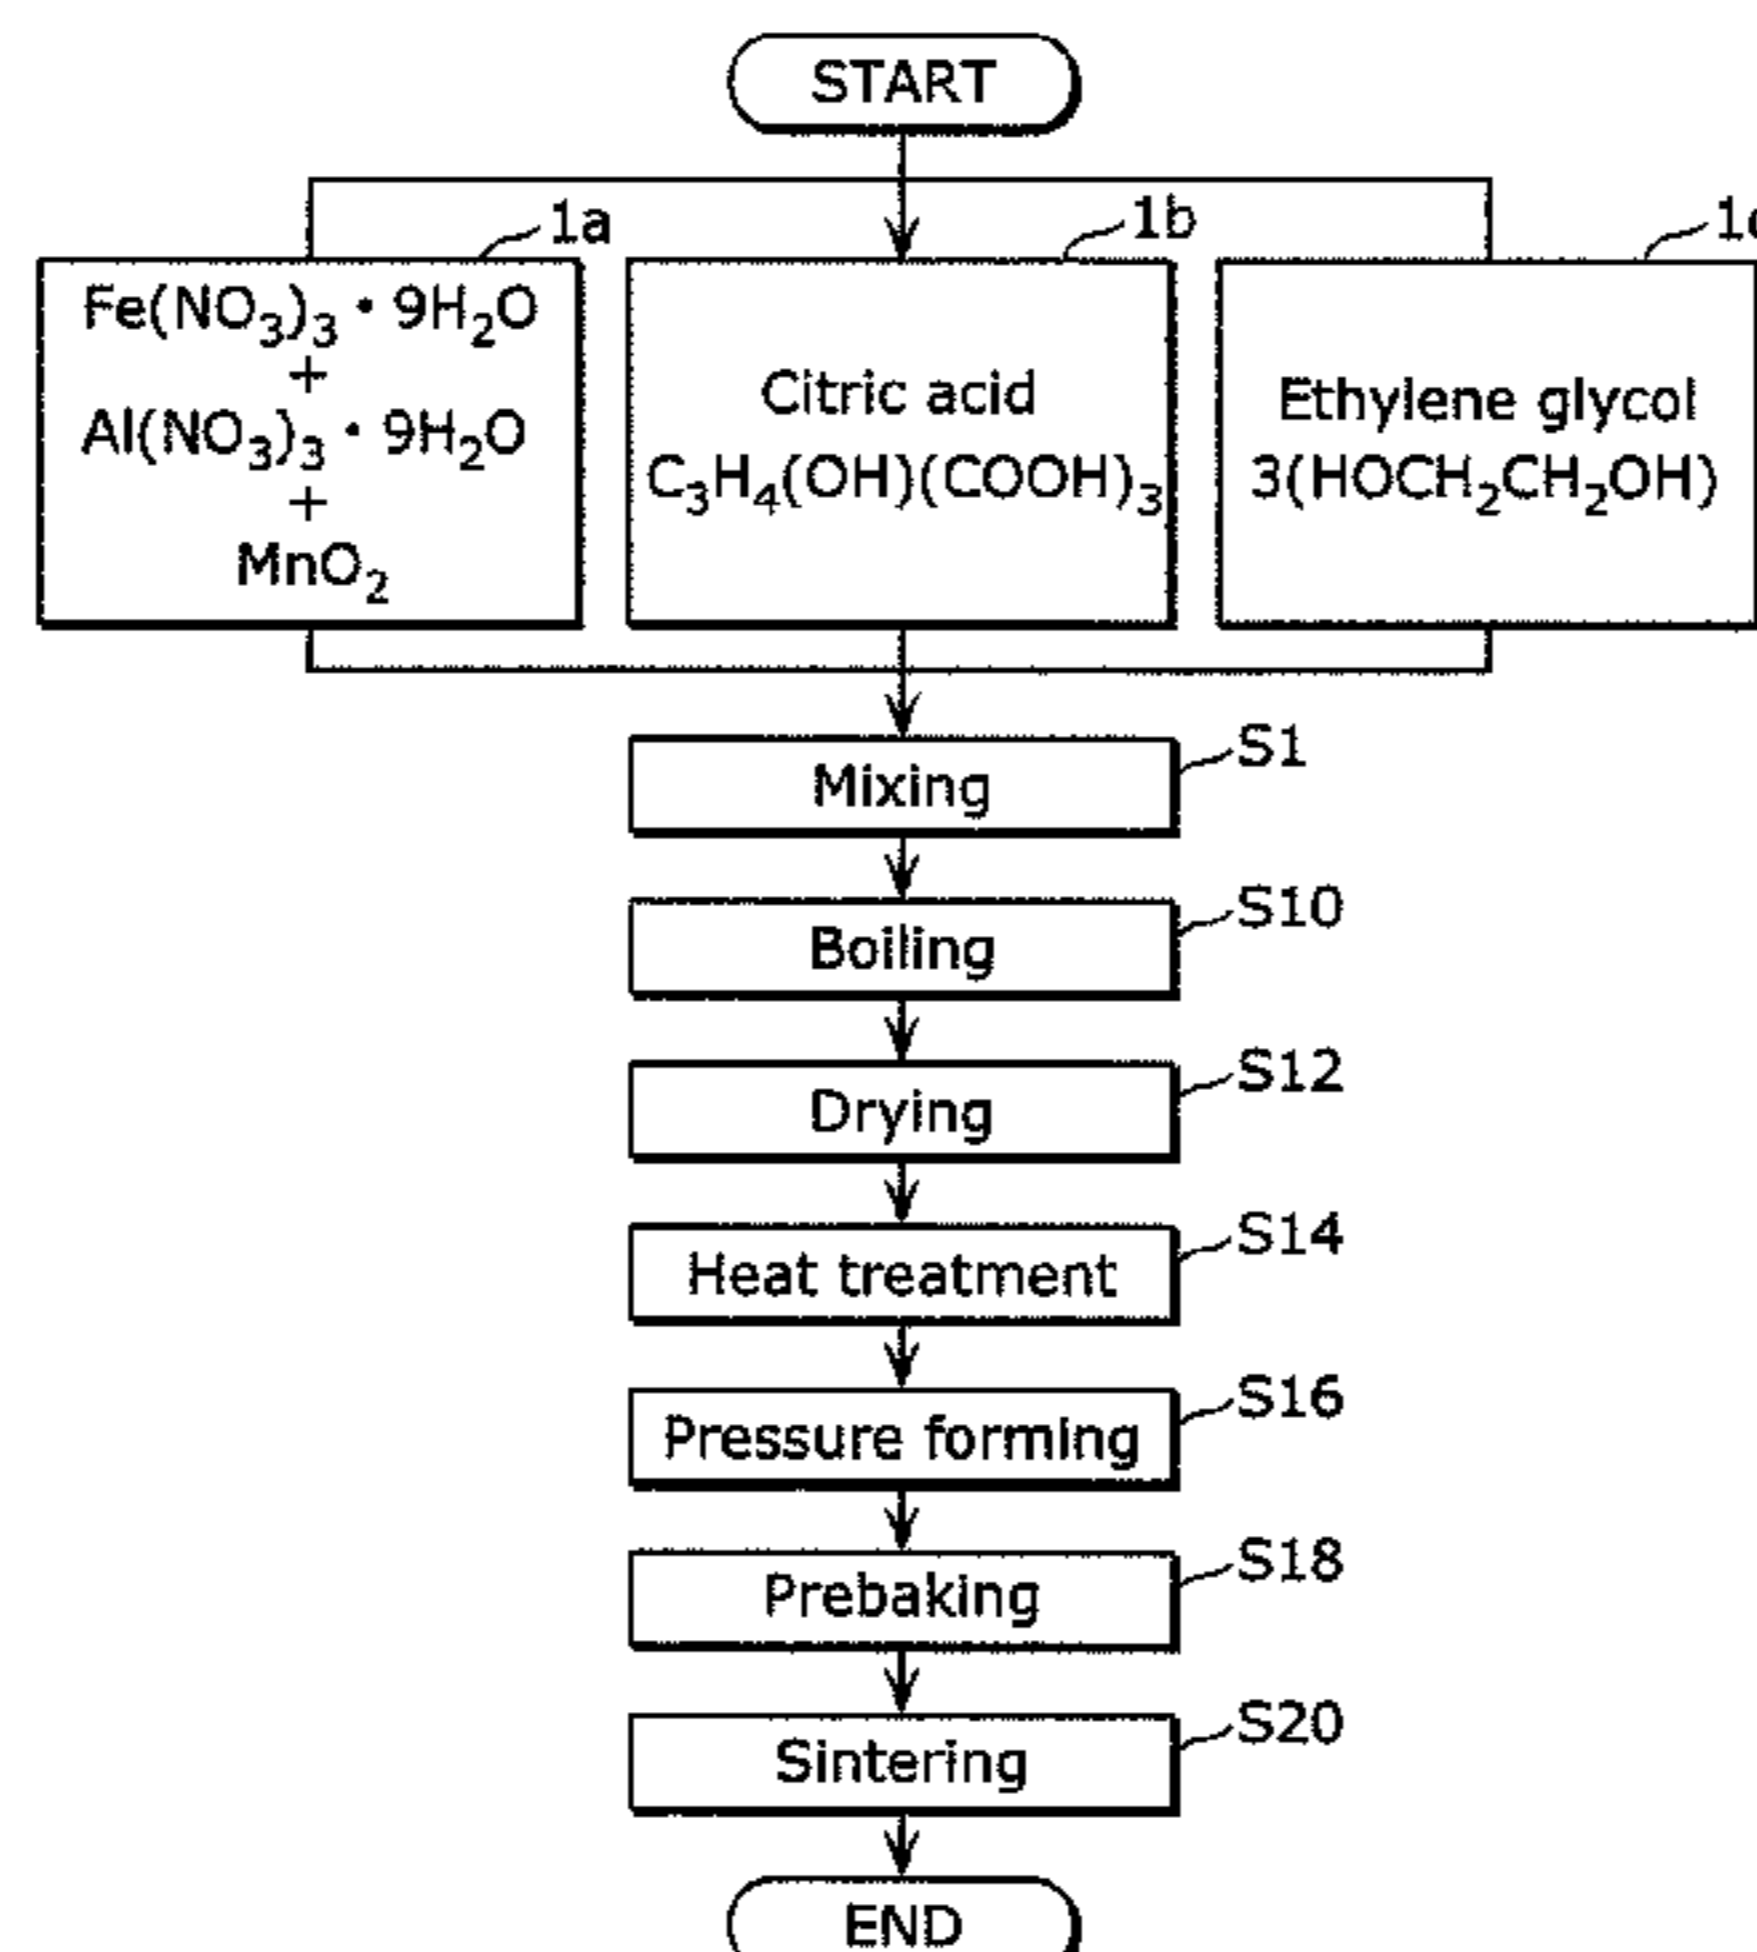 START
1a
1b
Fe(NO₃)₃ · 9H₂O
+
Al(NO₃)₃ · 9H₂O
+
MnO₂
Citric acid
C₃H₄(OH)(COOH)₃
Ethylene glycol
3(HOCH₂CH₂OH)
Mixing
S1
Boiling
S10
Drying
S12
Heat treatment
S14
Pressure forming
S16
Prebaking
S18
Sintering
S20
END